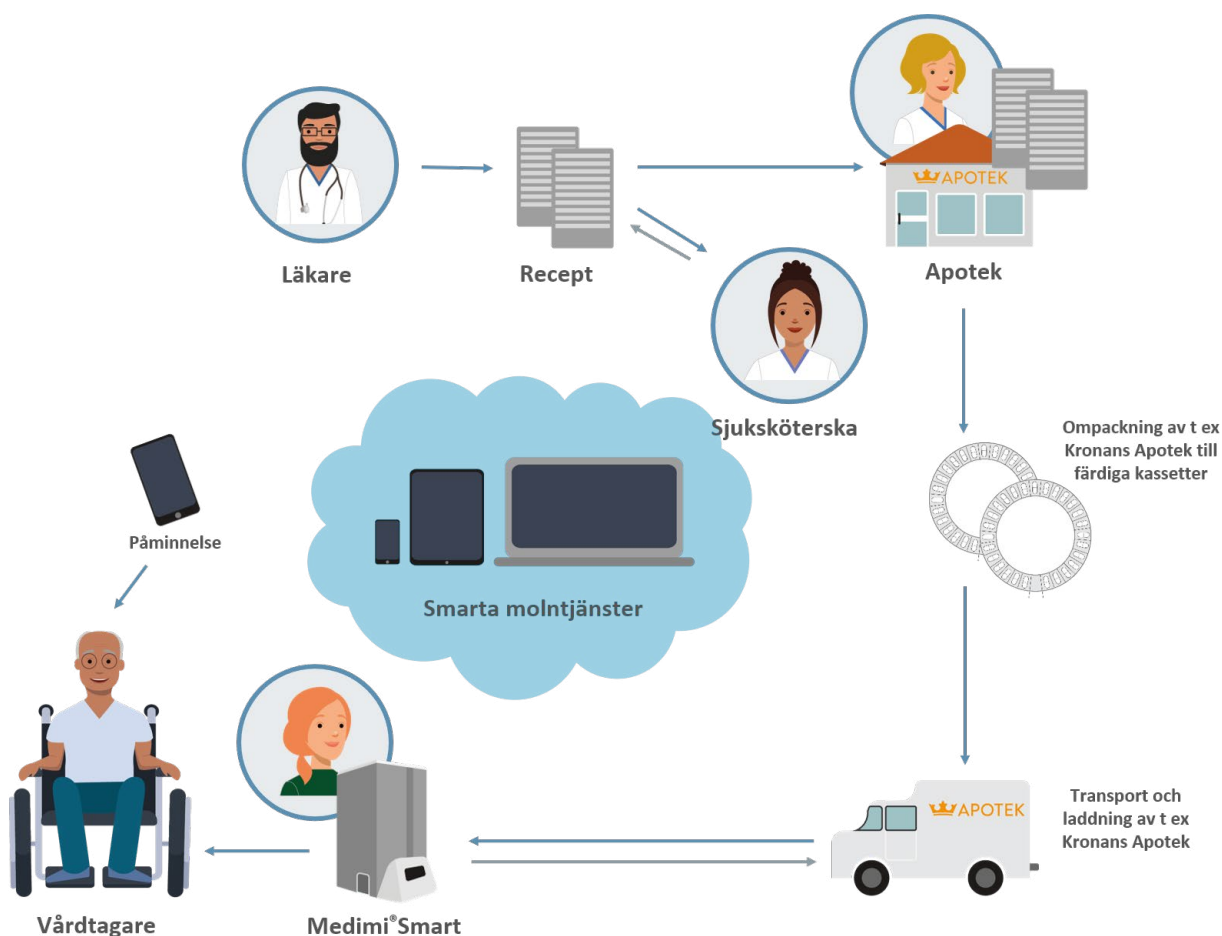 APOTEK
Läkare
Recept
Apotek
Sjuksköterska
Ompackning av t ex
Kronans Apotek till
färdiga kassetter
Påminnelse
Smarta molntjänster
APOTEK
Transport och
laddning av t ex
Kronans Apotek
Vårdtagare
Medimi®Smart